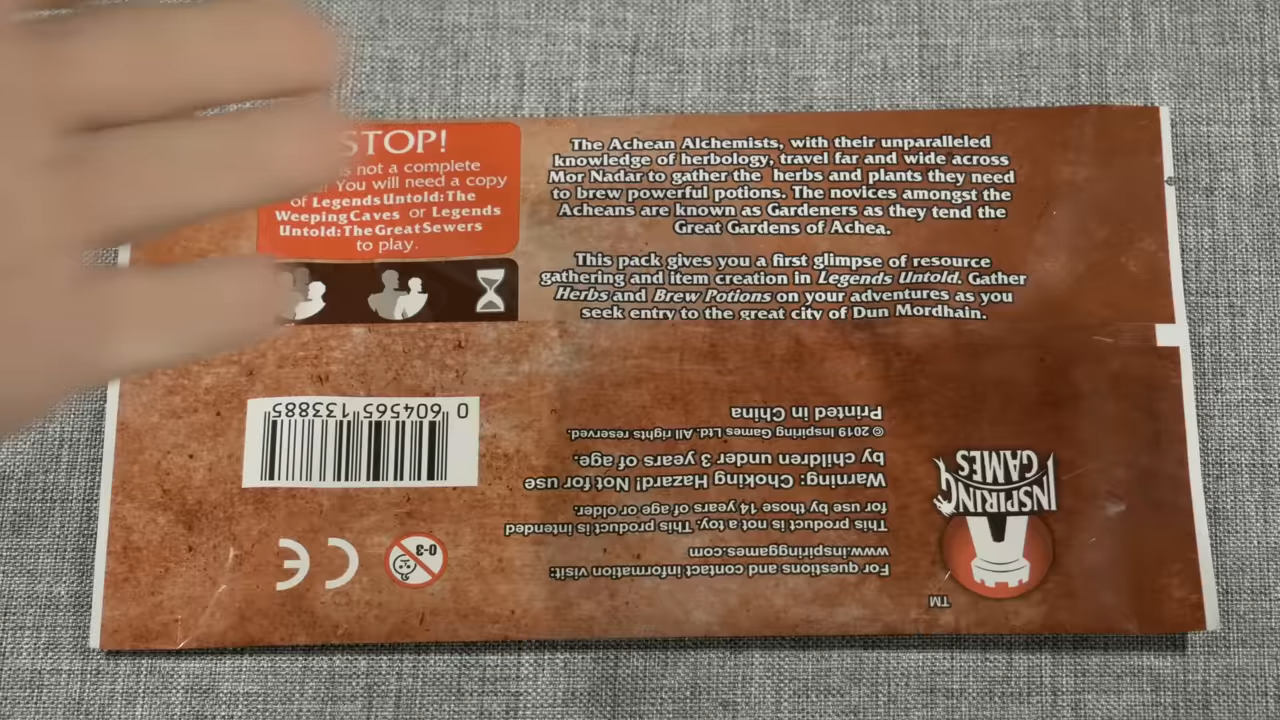 STOP!
is not a complete
You will need a copy
of Legends Untold: The
Weeping Caves or Legends
Untold: The Great Sewers
to play.
The Achean Alchemists, with their unparalleled
knowledge of herbology, travel far and wide across
Mor Nadar to gather the herbs and plants they need
to brew powerful potions. The novices amongst the
Acheans are known as Gardeners as they tend the
Great Gardens of Achea.
This pack gives you a first glimpse of resource
gathering and item creation in Legends Untold. Gather
Herbs and Brew Potions on your adventures as you
seek entry to the great city of Dun Mordhain.
TM
INSPIRING
GAMES
For questions and contact information visit:
www.inspiringgames.com
This product is not a toy. This product is intended
for use by those 14 years of age or older.
Warning: Choking Hazard! Not for use
by children under 3 years of age.
© 2019 Inspiring Games Ltd. All rights reserved.
Printed in China
0-3
CE
0 604565 133885